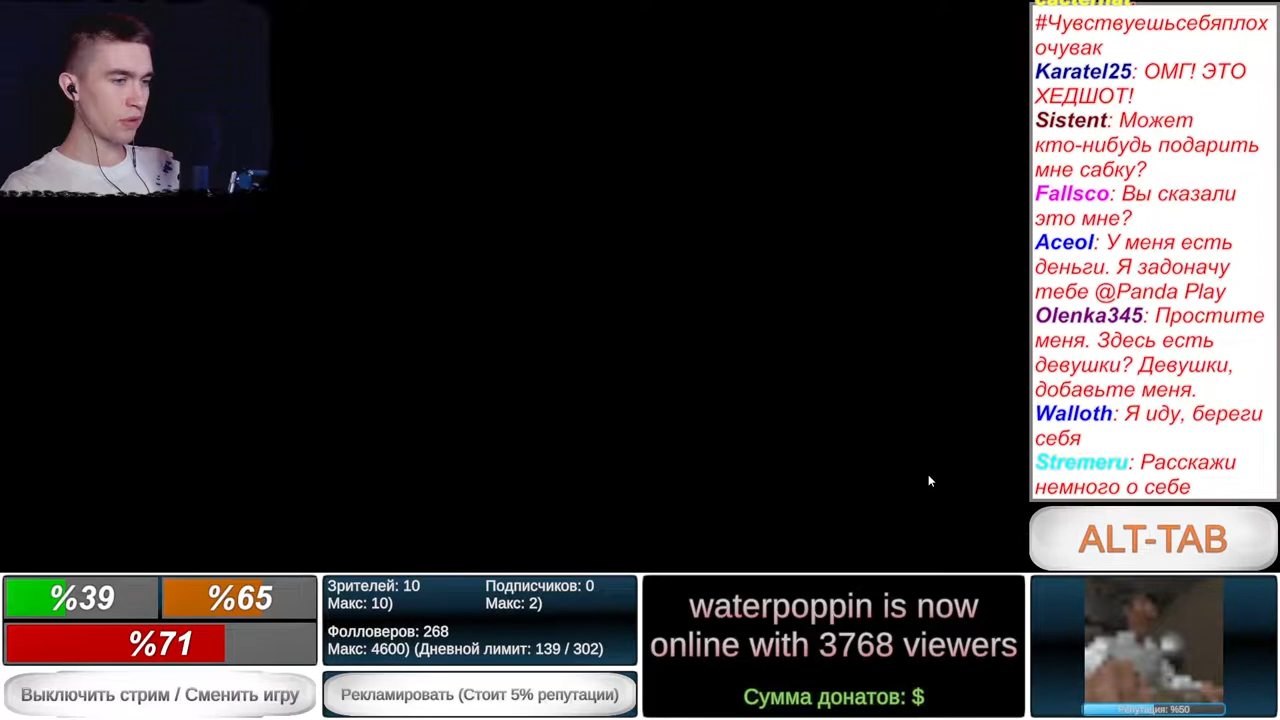 #Чувствуешьсебяплох
очувак
Karatel25: ОМГ! ЭТО
ХЕДШОТ!
Sistent: Может
кто-нибудь подарить
мне сабку?
Fallsco: Вы сказали
это мне?
Aceol: У меня есть
деньги. Я задоначу
тебе @Panda Play
Olenka345: Простите
меня. Здесь есть
девушки? Девушки,
добавьте меня.
Walloth: Я иду, береги
себя
Stremeru: Расскажи
немного о себе
ALT-TAB
%39
%65
%71
Выключить стрим / Сменить игру
Зрителей: 10
Макс: 10)
Подписчиков: 0
Макс: 2)
Фолловеров: 268
Макс: 4600) (Дневной лимит: 139 / 302)
Рекламировать (Стоит 5% репутации)
waterpoppin is now
online with 3768 viewers
Сумма донатов: $
Репутация: %50